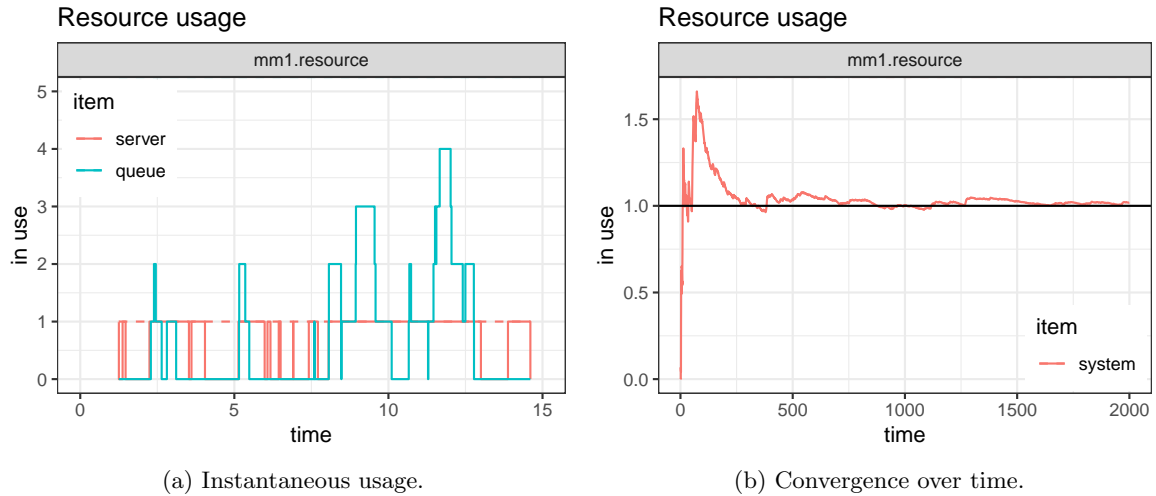 Resource usage
mm1.resource
5
4
3
2
1
0
in use
item
server
queue
0 5 10 15
time
(a) Instantaneous usage.
Resource usage
mm1.resource
1.5
1.0
0.5
0.0
in use
item
system
0 500 1000 1500 2000
time
(b) Convergence over time.